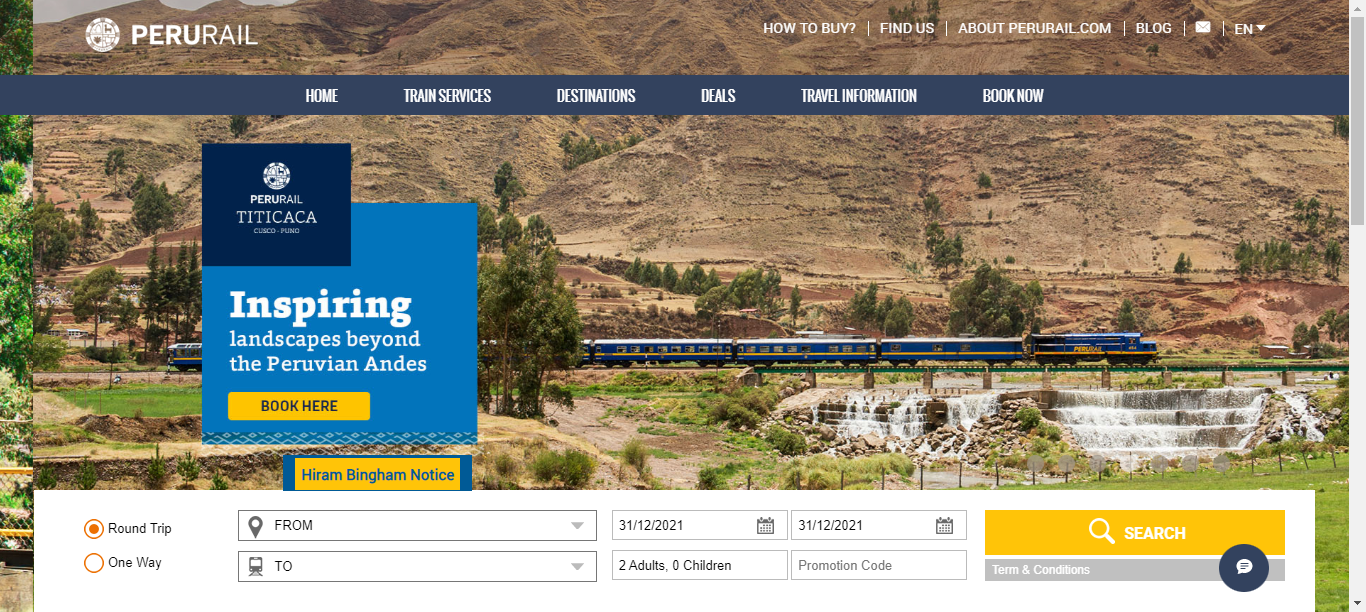 PERURAIL
HOW TO BUY?
FIND US
ABOUT PERURAIL.COM
BLOG
EN
HOME
TRAIN SERVICES
DESTINATIONS
DEALS
TRAVEL INFORMATION
BOOK NOW
PERURAIL
TITICACA
CUSCO - PUNO
Inspiring
landscapes beyond
the Peruvian Andes
BOOK HERE
PERURAIL
Hiram Bingham Notice
Round Trip
FROM
31/12/2021
31/12/2021
SEARCH
One Way
TO
2 Adults, 0 Children
Promotion Code
Term & Conditions